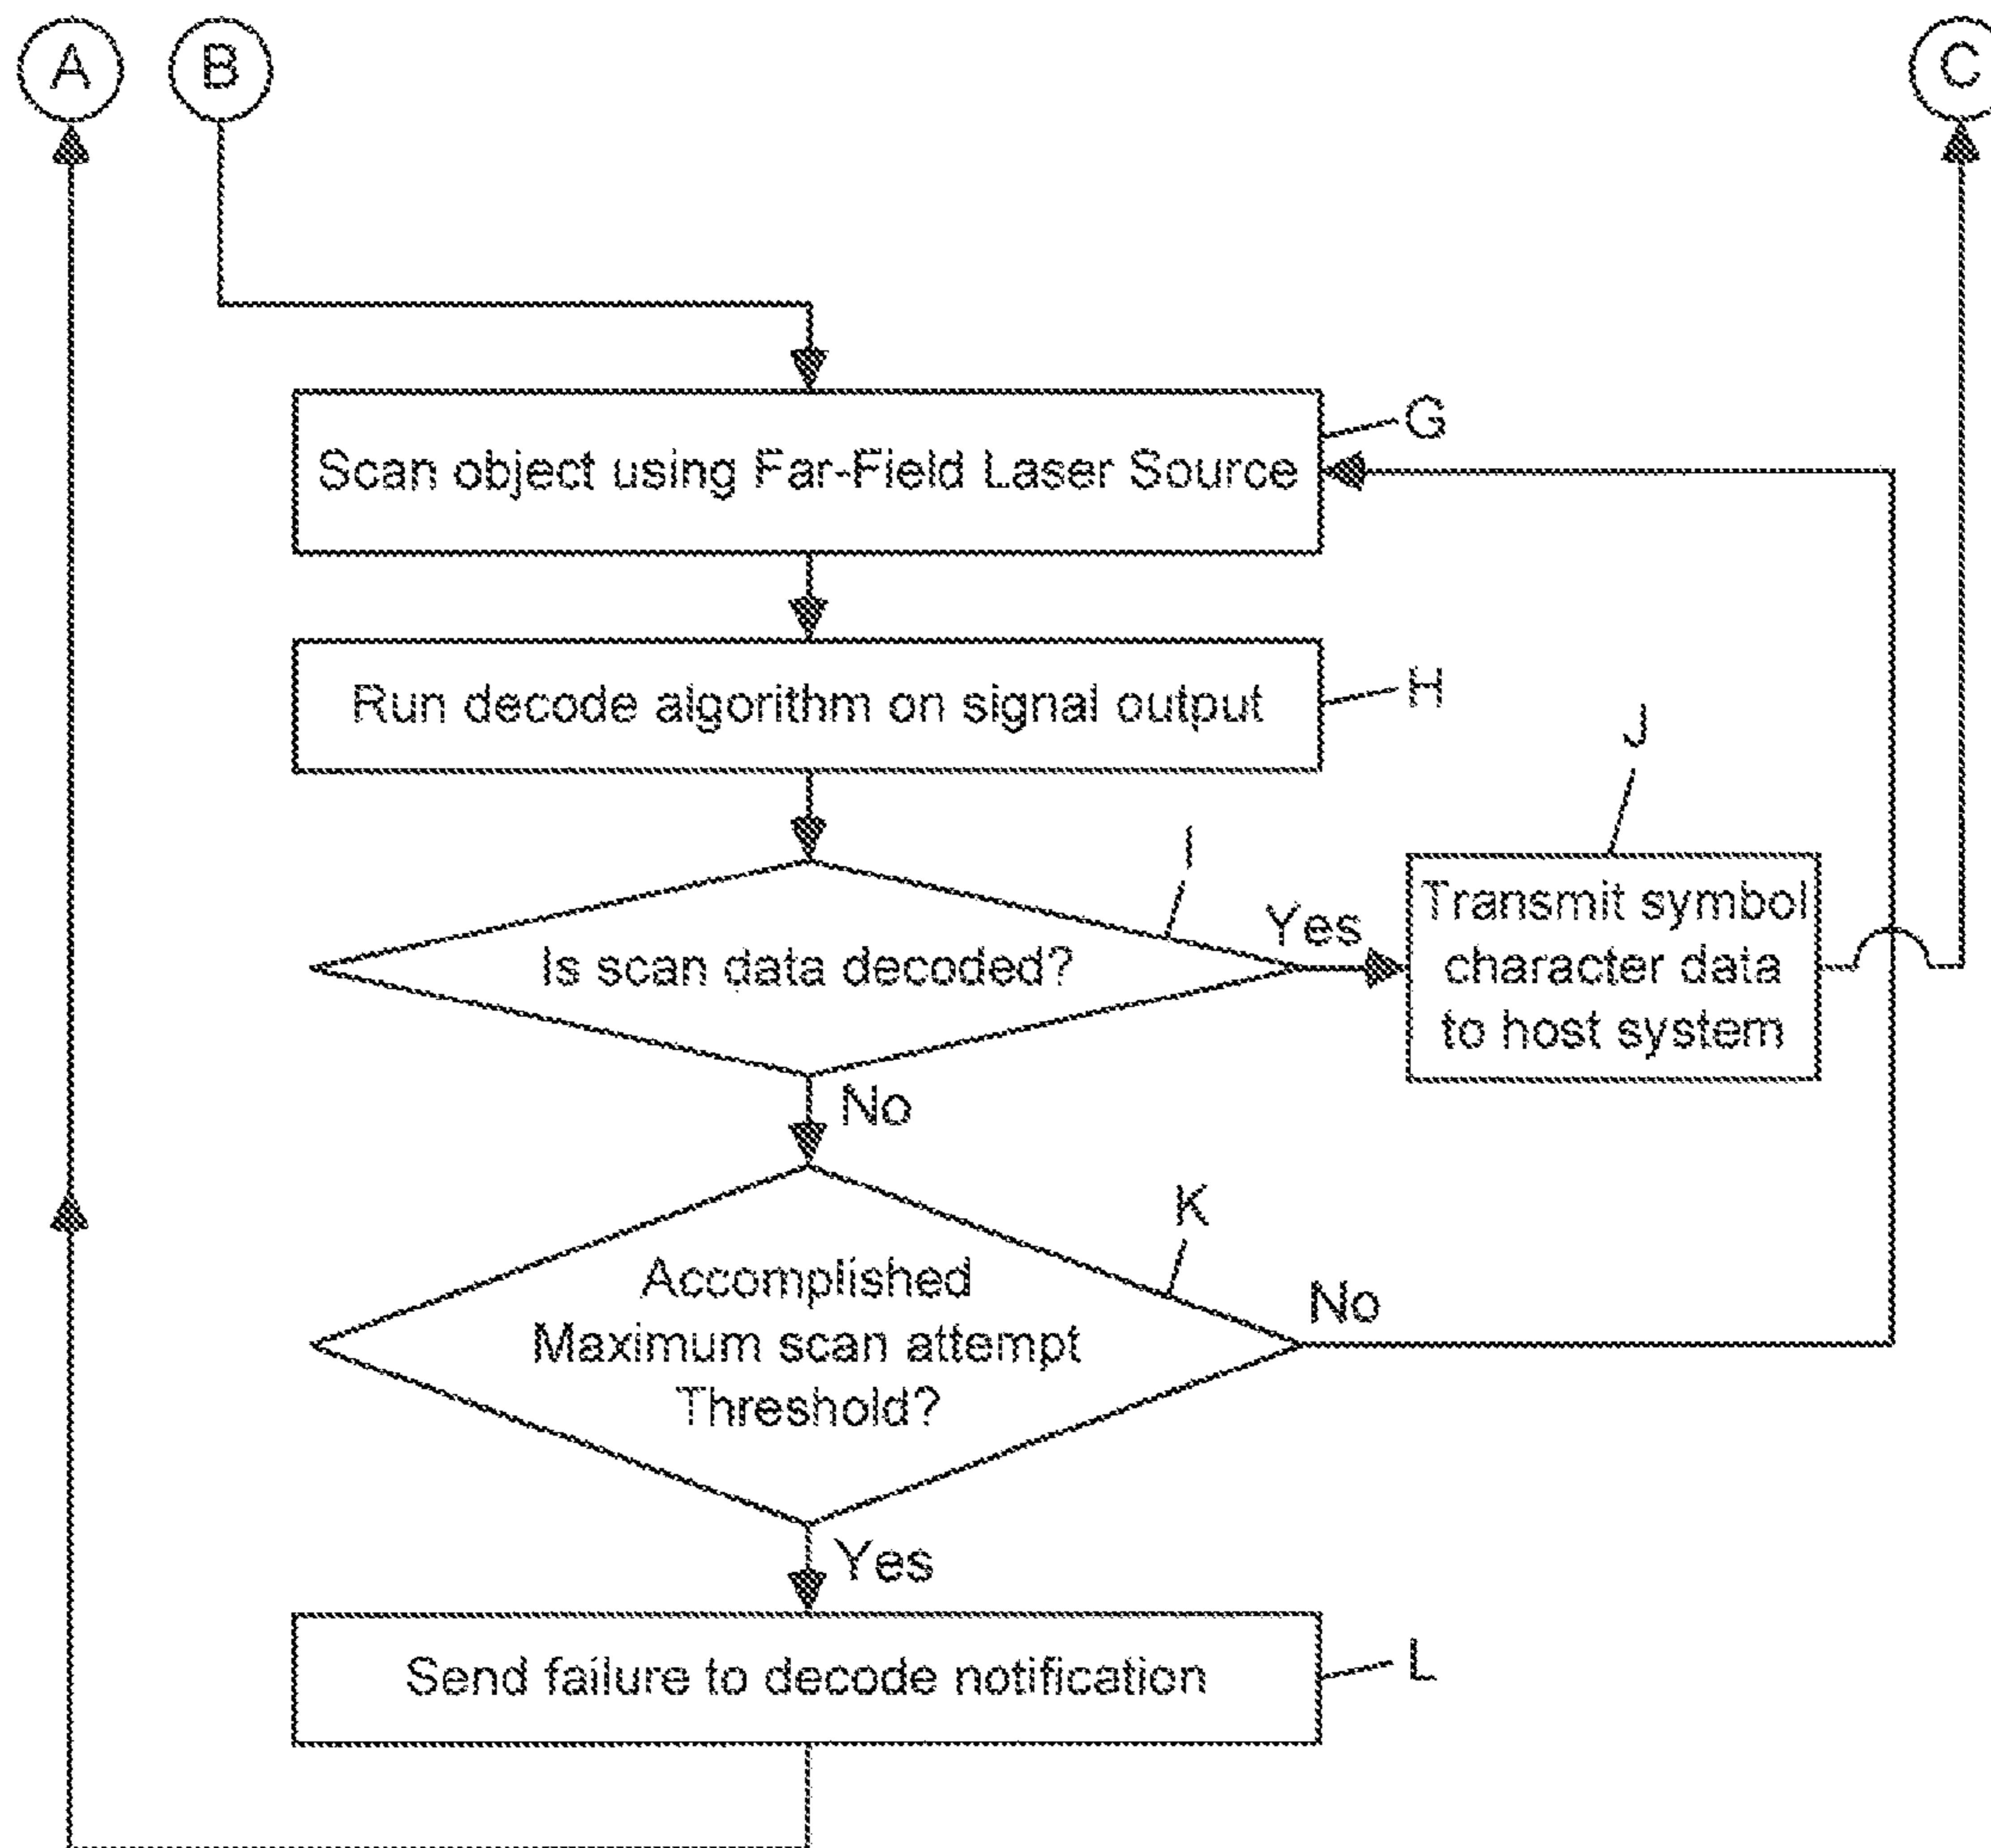 A
B
C
Scan object using Far-Field Laser Source
G
Run decode algorithm on signal output
H
J
I
Is scan data decoded?
Yes
Transmit symbol
character data
to host system
No
K
Accomplished
Maximum scan attempt
Threshold?
No
Yes
Send failure to decode notification
L